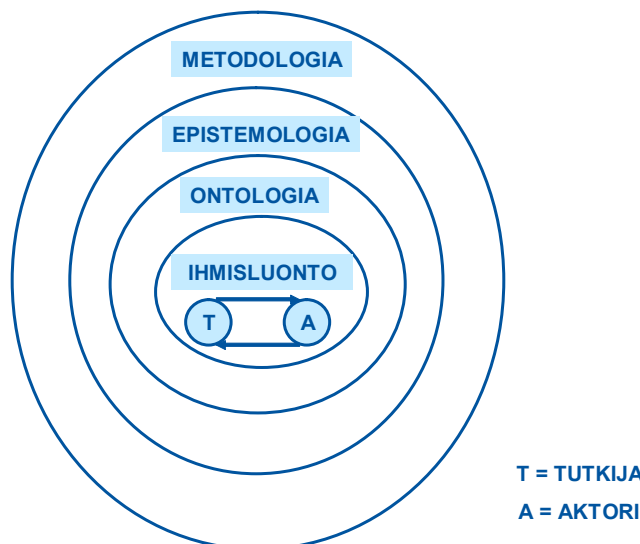 METODOLOGIA
EPISTEMOLOGIA
ONTOLOGIA
IHMISLUONTO
T A
T = TUTKIJA
A = AKTORI